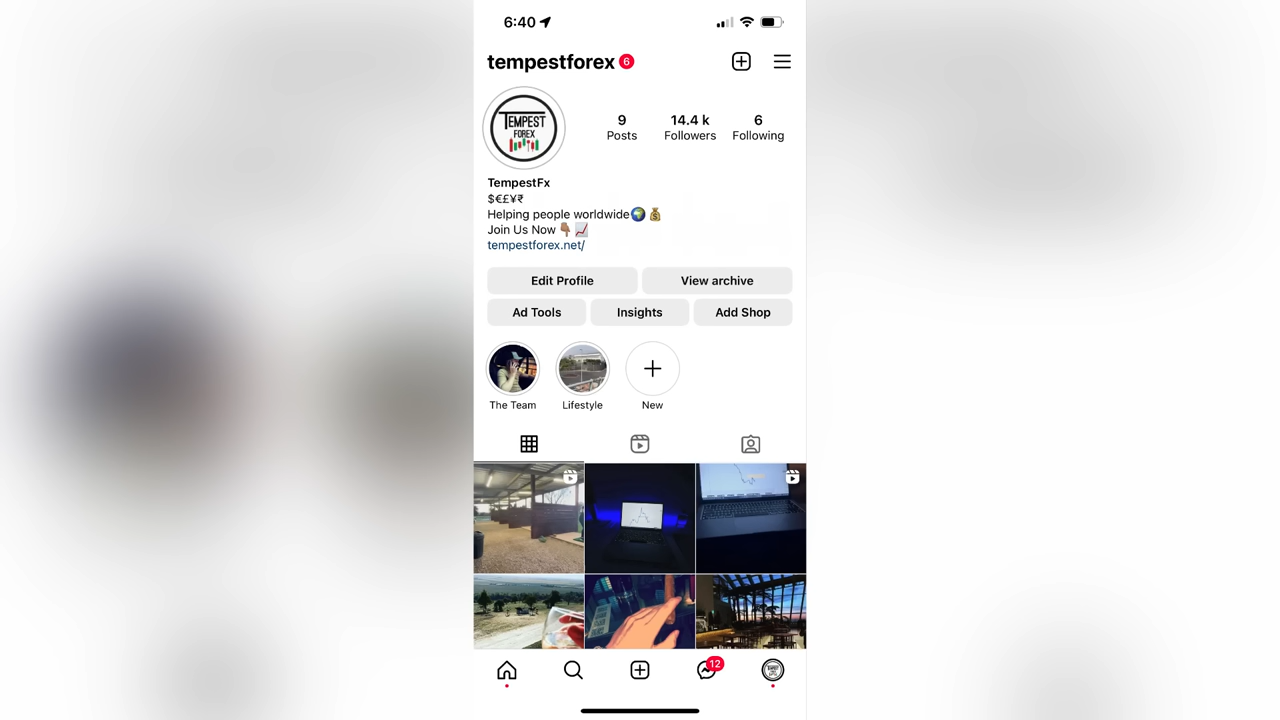 6:40
tempestforex 6
TEMPEST
FOREX
9
Posts
14.4 k
Followers
6
Following
TempestFx
$€£¥₹
Helping people worldwide🌍💰
Join Us Now 👇🏽📈
tempestforex.net/
Edit Profile
View archive
Ad Tools
Insights
Add Shop
The Team
Lifestyle
New
12